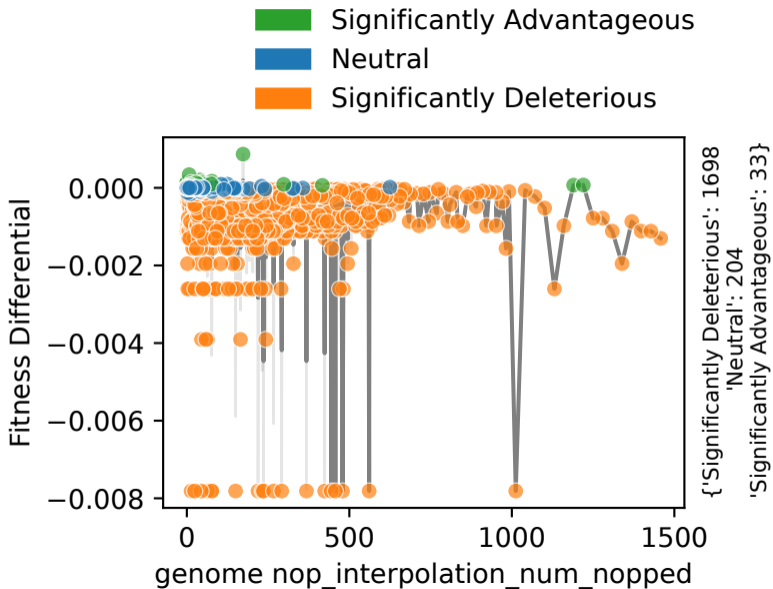 Significantly Advantageous
Neutral
Significantly Deleterious
Fitness Differential
0.000
−0.002
−0.004
−0.006
−0.008
0
500
1000
1500
genome nop_interpolation_num_nopped
{'Significantly Deleterious': 1698
'Neutral': 204
'Significantly Advantageous': 33}